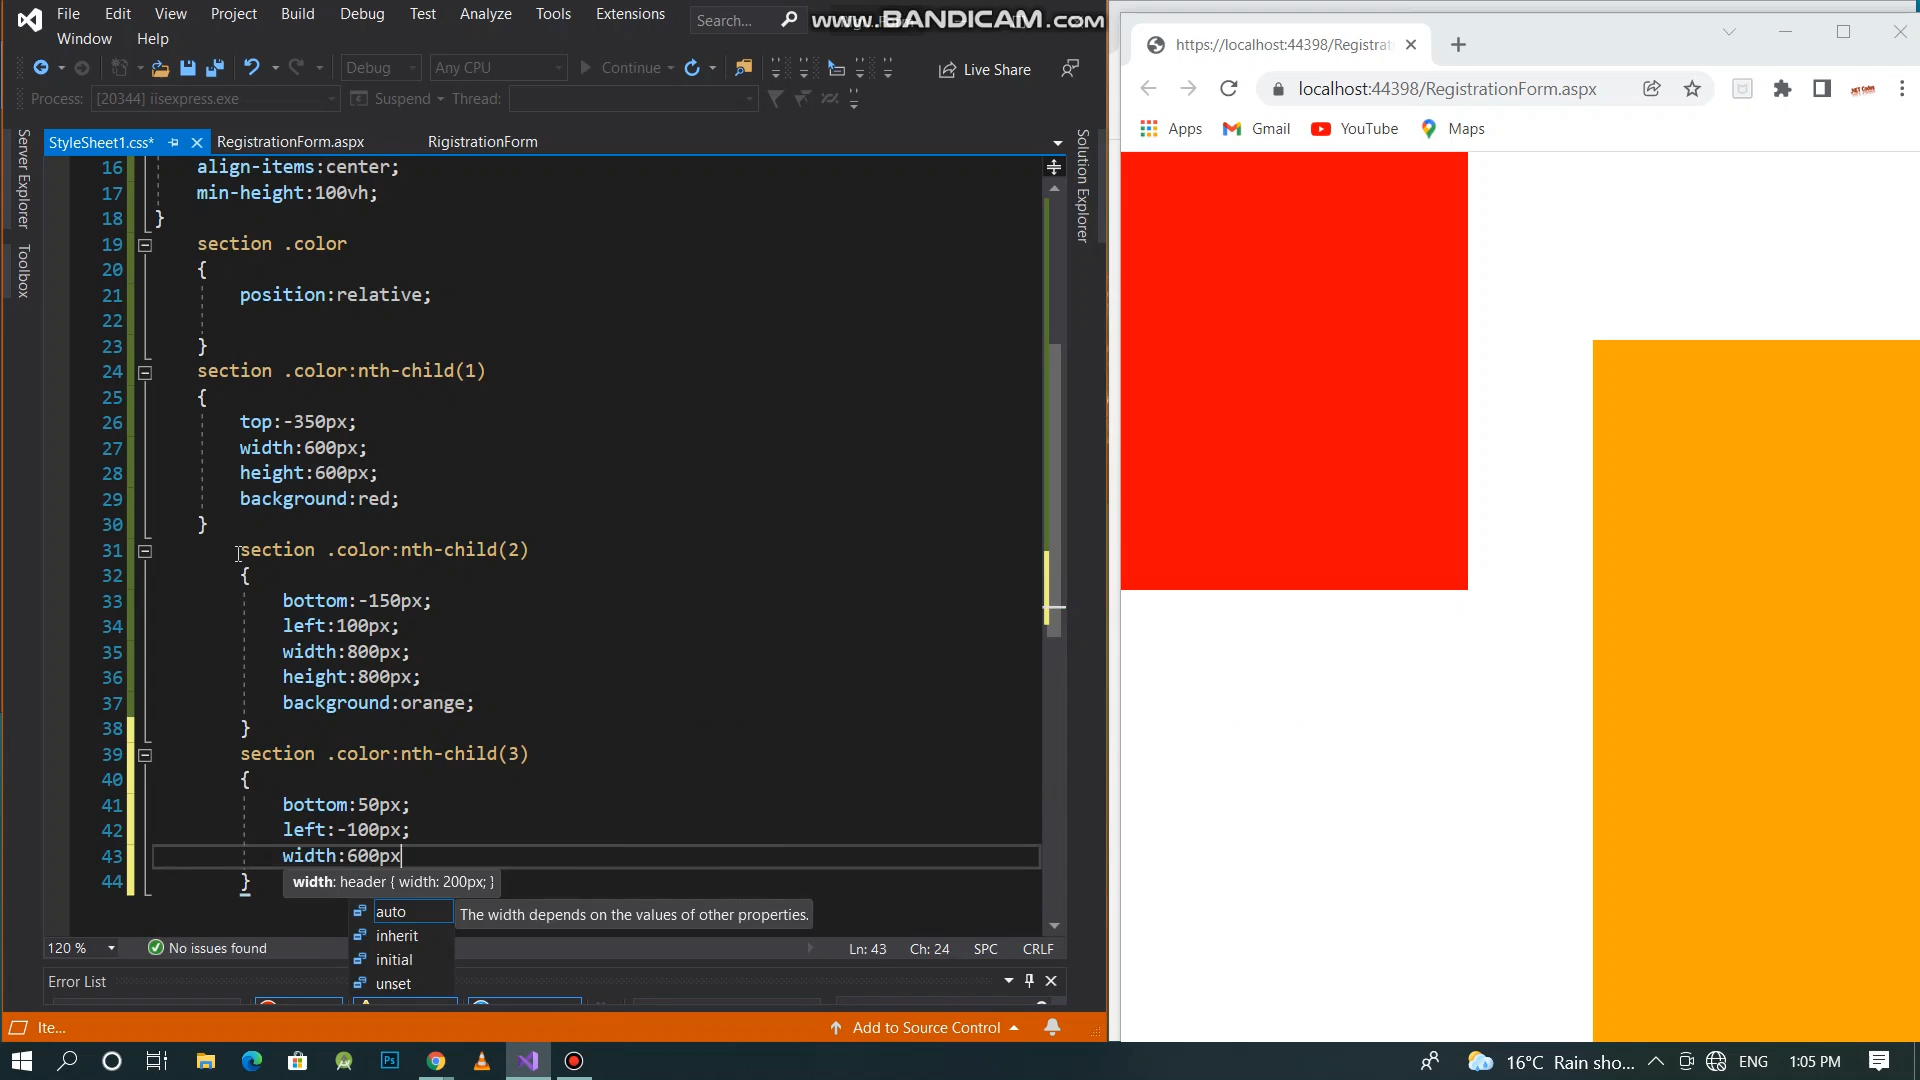 File Edit View Project Build Debug Test Analyze Tools Extensions Search...
www.BANDICAM.com
Window Help
Debug Any CPU Continue Live Share
Process: [20344] iisexpress.exe Suspend Thread:
StyleSheet1.css* RegistrationForm.aspx RigistrationForm
Server Explorer
Toolbox
Solution Explorer
16 align-items:center;
17 min-height:100vh;
18 }
19 section .color
20 {
21 position:relative;
22
23 }
24 section .color:nth-child(1)
25 {
26 top:-350px;
27 width:600px;
28 height:600px;
29 background:red;
30 }
31 section .color:nth-child(2)
32 {
33 bottom:-150px;
34 left:100px;
35 width:800px;
36 height:800px;
37 background:orange;
38 }
39 section .color:nth-child(3)
40 {
41 bottom:50px;
42 left:-100px;
43 width:600px
44 }
width: header { width: 200px; }
auto The width depends on the values of other properties.
inherit
initial
unset
120 % No issues found Ln: 43 Ch: 24 SPC CRLF
Error List
Ite... Add to Source Control
https://localhost:44398/Registrat
localhost:44398/RegistrationForm.aspx
Apps Gmail YouTube Maps
16°C Rain sho... ENG 1:05 PM